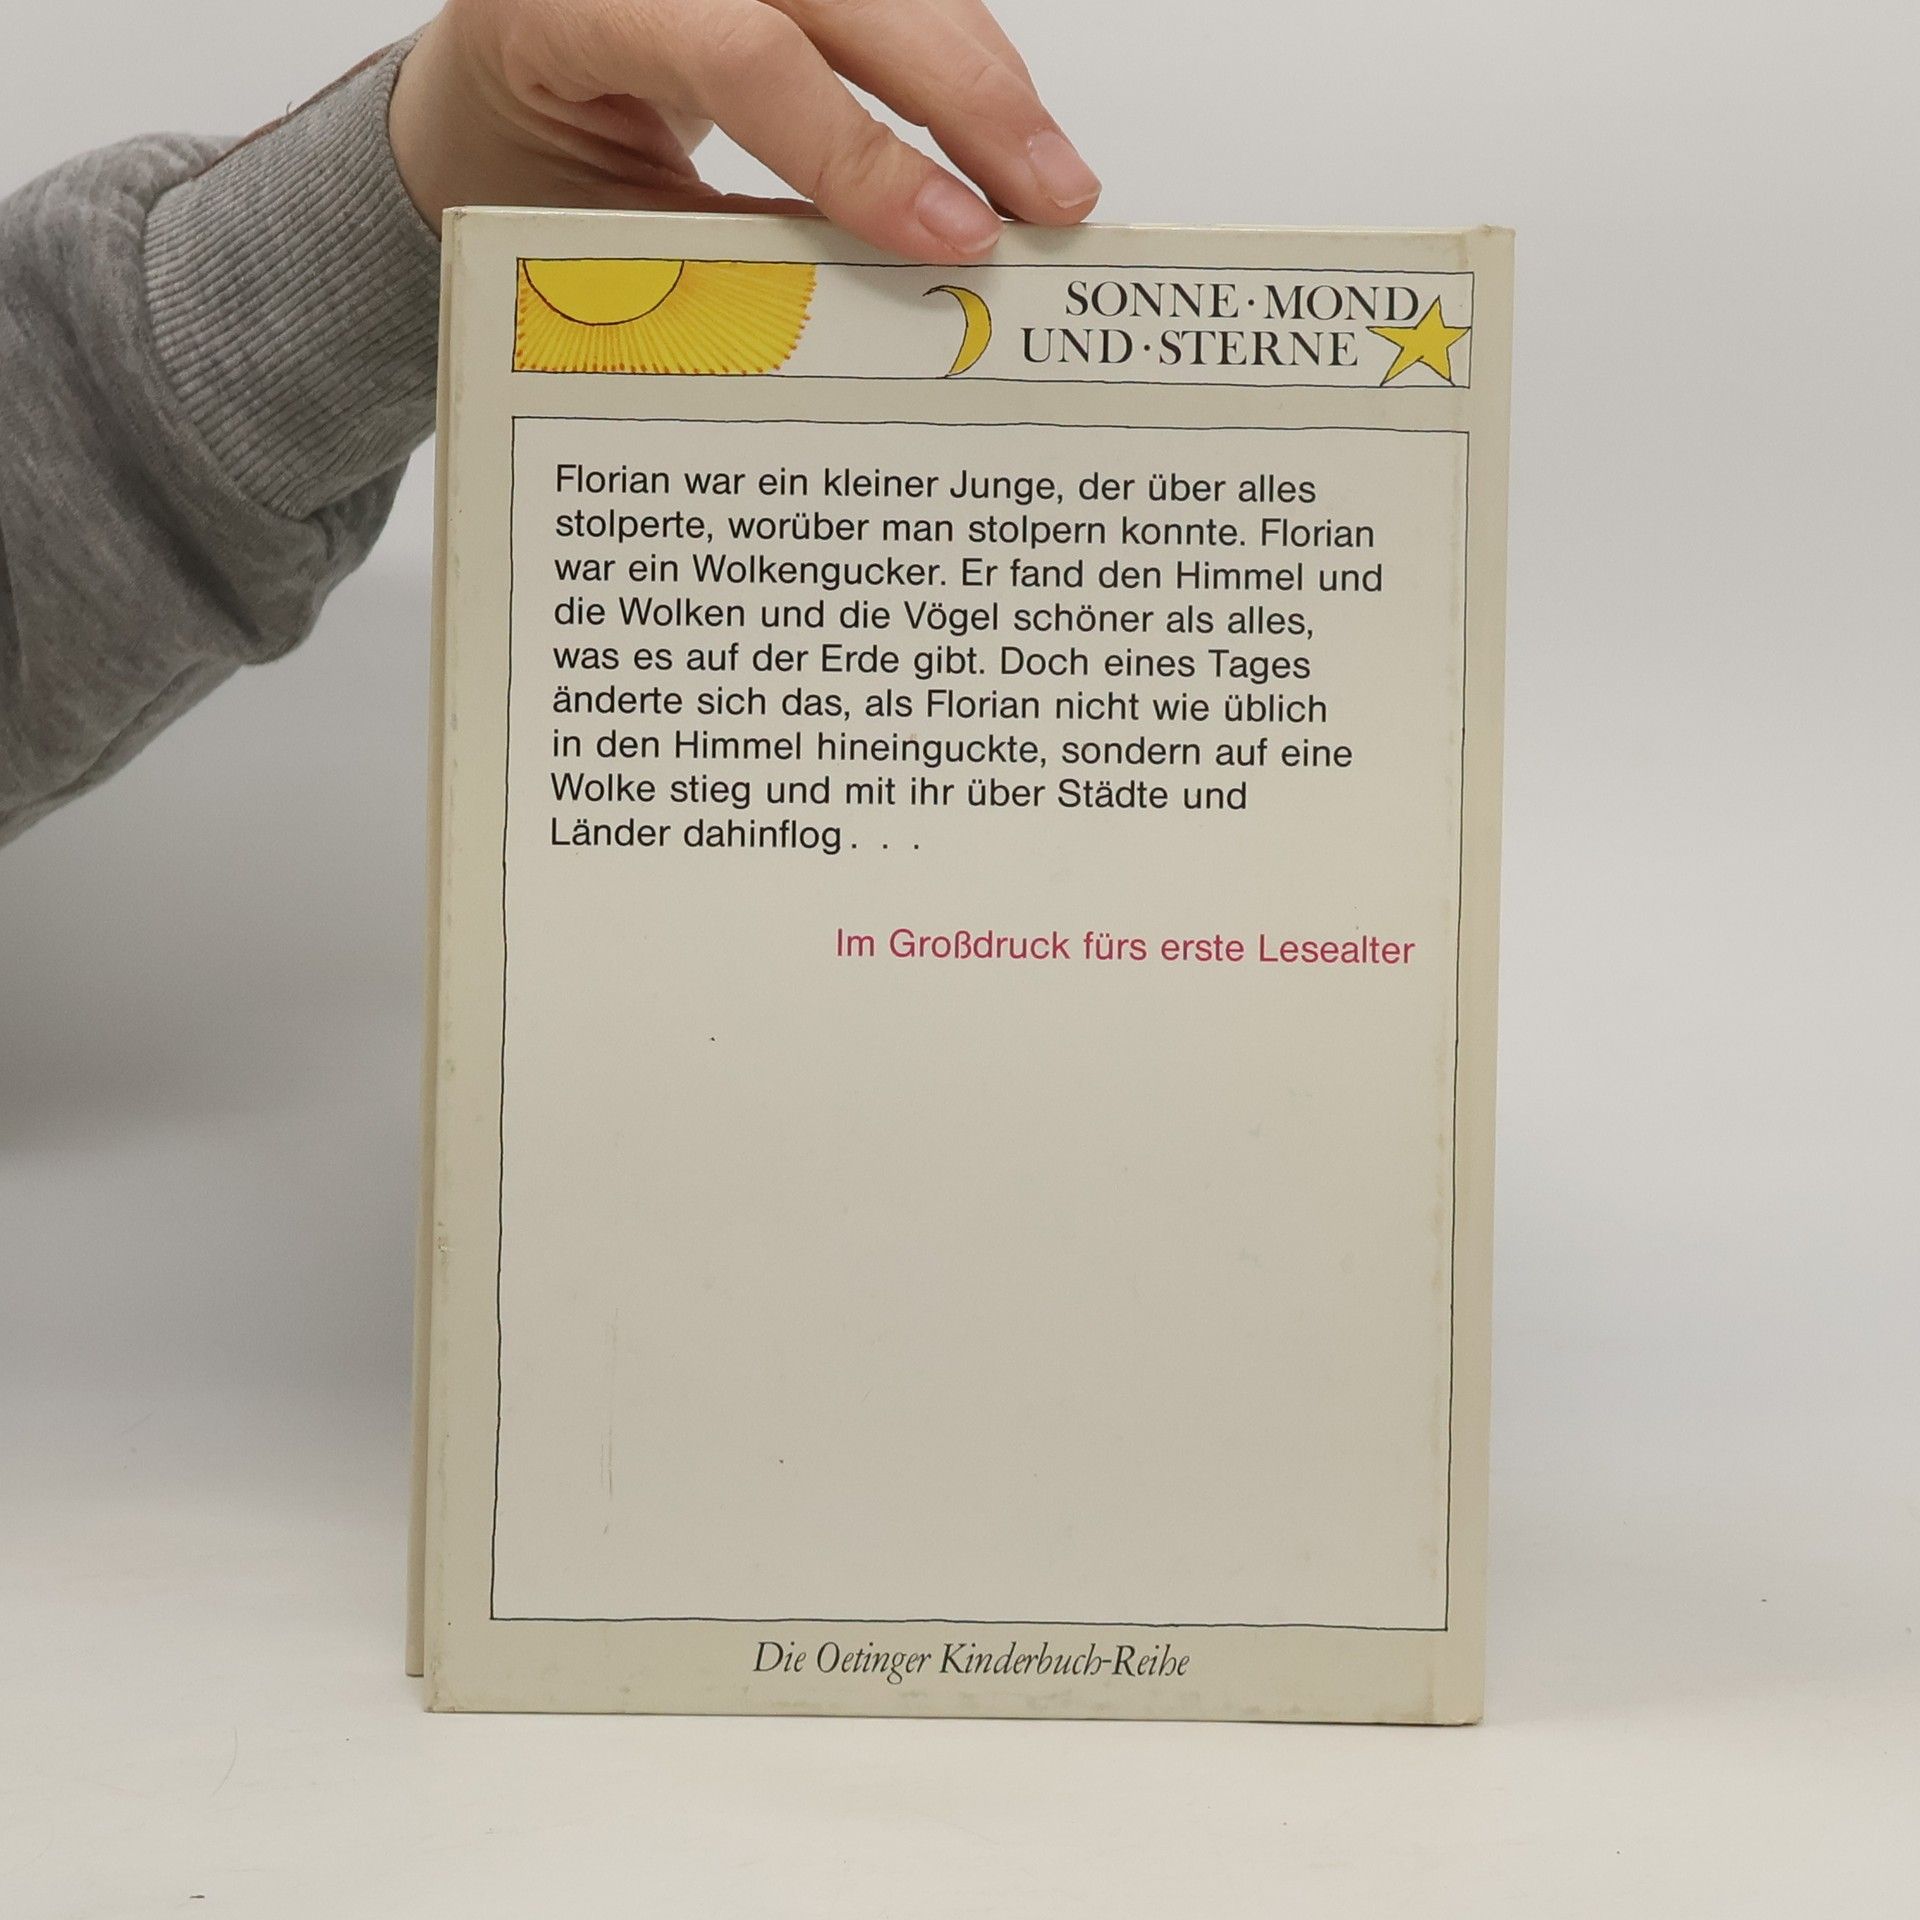 SONNE · MOND
UND · STERNE
Florian war ein kleiner Junge, der über alles
stolperte, worüber man stolpern konnte. Florian
war ein Wolkengucker. Er fand den Himmel und
die Wolken und die Vögel schöner als alles,
was es auf der Erde gibt. Doch eines Tages
änderte sich das, als Florian nicht wie üblich
in den Himmel hineinguckte, sondern auf eine
Wolke stieg und mit ihr über Städte und
Länder dahinflog . . .
Im Großdruck fürs erste Lesealter
Die Oetinger Kinderbuch-Reihe